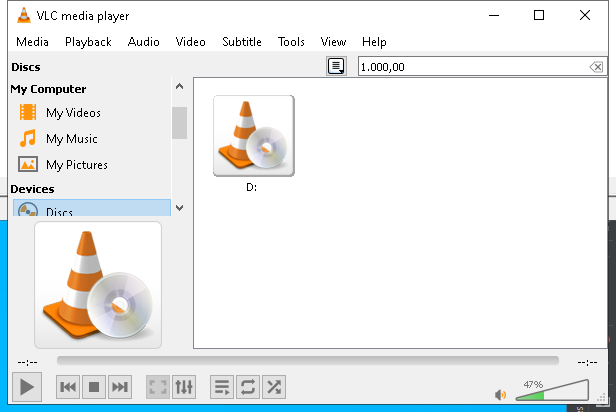 VLC media player
Media Playback Audio Video Subtitle Tools View Help
Discs
1.000,00
My Computer
My Videos
My Music
My Pictures
Devices
Discs
D:
--:-- --:--
47%